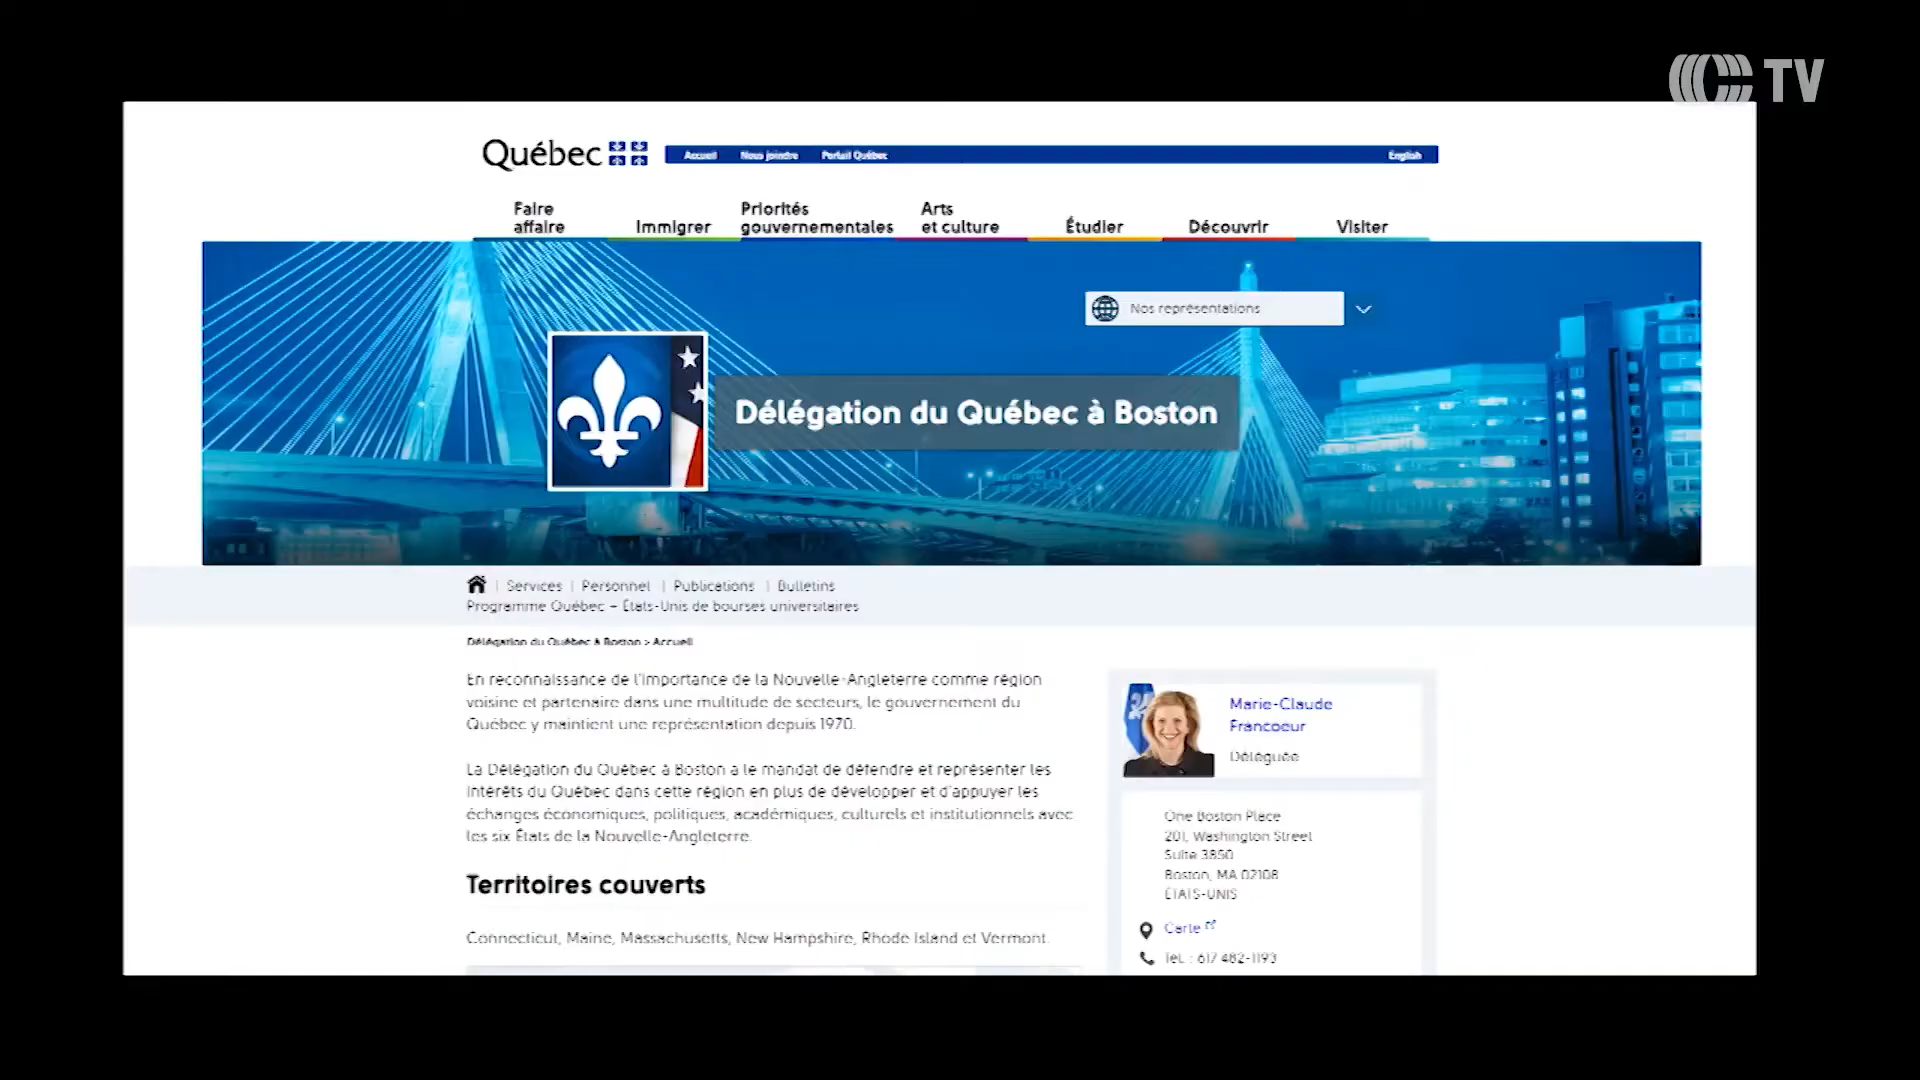 TV
Québec
Accueil
Nous joindre
Portail Québec
English
Faire
affaire
Immigrer
Priorités
gouvernementales
Arts
et culture
Étudier
Découvrir
Visiter
Nos représentations
Délégation du Québec à Boston
Services | Personnel | Publications | Bulletins
Programme Québec – États-Unis de bourses universitaires
Délégation du Québec à Boston > Accueil
En reconnaissance de l'importance de la Nouvelle-Angleterre comme région
voisine et partenaire dans une multitude de secteurs, le gouvernement du
Québec y maintient une représentation depuis 1970.
La Délégation du Québec à Boston a le mandat de défendre et représenter les
intérêts du Québec dans cette région en plus de développer et d'appuyer les
échanges économiques, politiques, académiques, culturels et institutionnels avec
les six États de la Nouvelle-Angleterre.
Territoires couverts
Connecticut, Maine, Massachusetts, New Hampshire, Rhode Island et Vermont.
Marie-Claude
Francoeur
Déléguée
One Boston Place
201, Washington Street
Suite 3850
Boston, MA 02108
ÉTATS-UNIS
Carte
Tél. : 617 482-1193